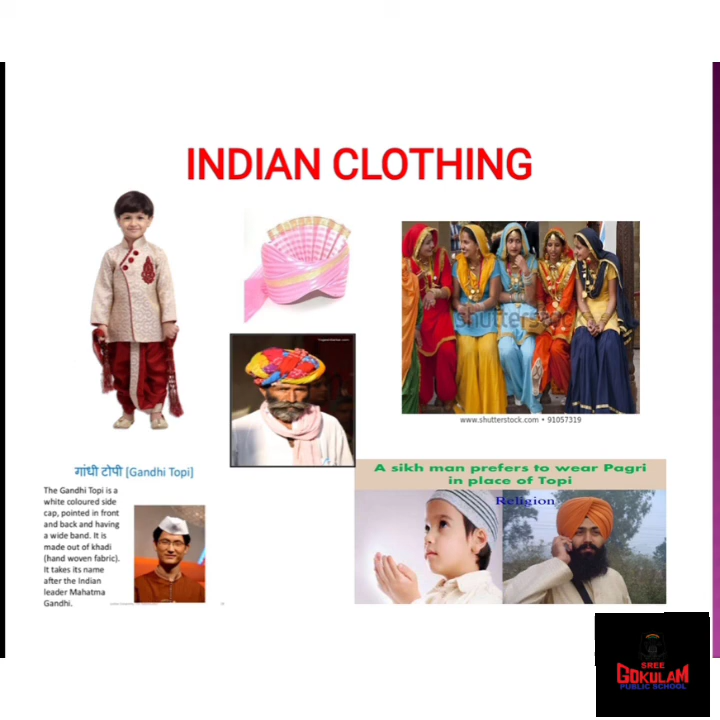 INDIAN CLOTHING
shutterstock
www.shutterstock.com • 91057319
गांधी टोपी [Gandhi Topi]
The Gandhi Topi is a
white coloured side
cap, pointed in front
and back and having
a wide band. It is
made out of khadi
(hand woven fabric).
It takes its name
after the Indian
leader Mahatma
Gandhi.
A sikh man prefers to wear Pagri
in place of Topi
Religion
SREE
GOKULAM
PUBLIC SCHOOL